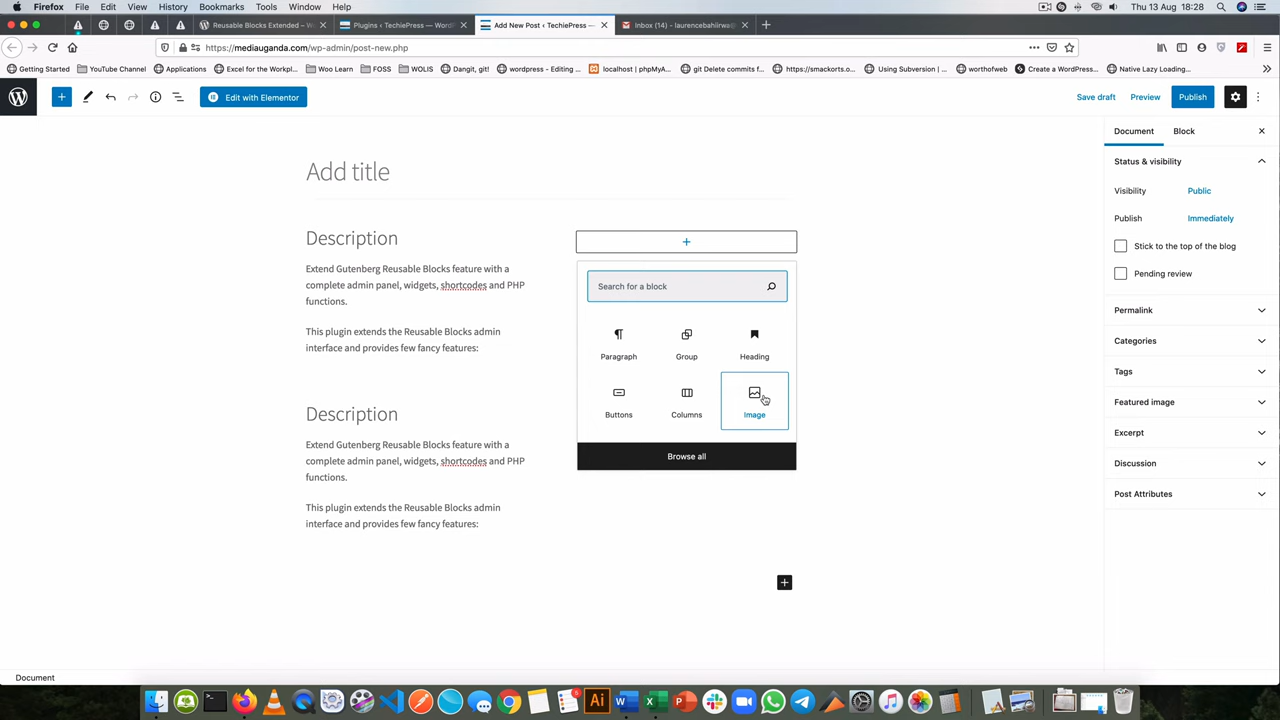 Firefox File Edit View History Bookmarks Tools Window Help
Thu 13 Aug 18:28
Reusable Blocks Extended – W
Plugins ‹ TechiePress — WordP
Add New Post ‹ TechiePress —
Inbox (14) - laurencebahiirwa@
https://mediauganda.com/wp-admin/post-new.php
Getting Started YouTube Channel Applications Excel for the Workpl... Woo Learn FOSS WOLIS Dangit, git! wordpress - Editing ... localhost | phpMyA... git Delete commits f... https://smackorts.o... Using Subversion | ... worthofweb Create a WordPress... Native Lazy Loading...
Edit with Elementor
Save draft Preview Publish
Document Block
Add title
Status & visibility
Visibility Public
Publish Immediately
Stick to the top of the blog
Pending review
Permalink
Categories
Tags
Featured image
Excerpt
Discussion
Post Attributes
Description
Extend Gutenberg Reusable Blocks feature with a
complete admin panel, widgets, shortcodes and PHP
functions.
This plugin extends the Reusable Blocks admin
interface and provides few fancy features:
Description
Extend Gutenberg Reusable Blocks feature with a
complete admin panel, widgets, shortcodes and PHP
functions.
This plugin extends the Reusable Blocks admin
interface and provides few fancy features:
Search for a block
Paragraph Group Heading
Buttons Columns Image
Browse all
Document
Ai